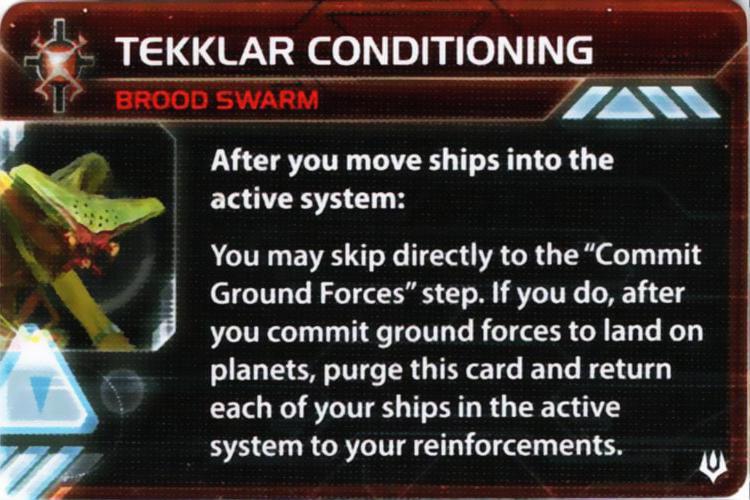 TEKKLAR CONDITIONING
BROOD SWARM
After you move ships into the
active system:
You may skip directly to the “Commit
Ground Forces” step. If you do, after
you commit ground forces to land on
planets, purge this card and return
each of your ships in the active
system to your reinforcements.